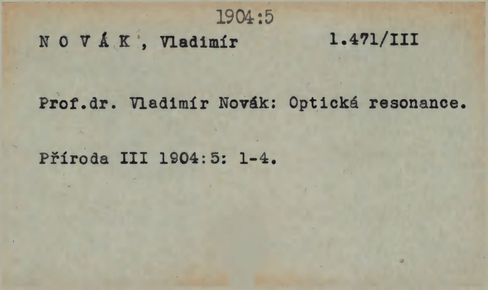 1904:5
N O V Á K , Vladimír 1.471/III
Prof.dr. Vladimír Novák: Optická resonance.
Příroda III 1904:5: 1-4.